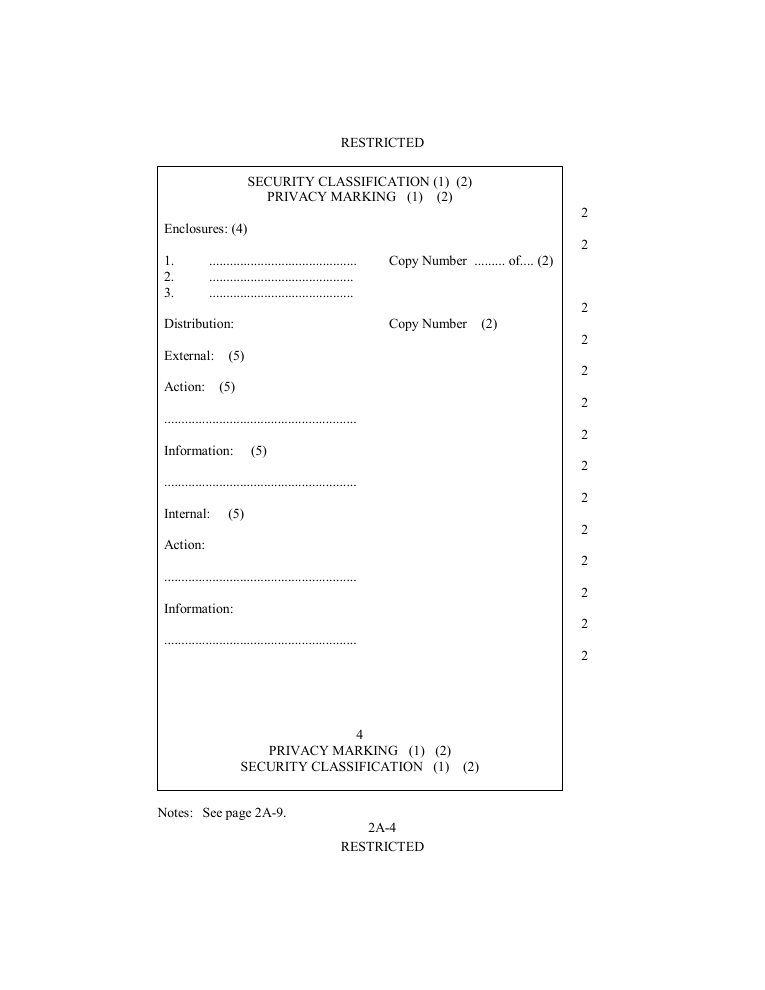 RESTRICTED
SECURITY CLASSIFICATION (1) (2)
PRIVACY MARKING (1) (2)
2
Enclosures: (4)
2
1. .......................................... Copy Number ......... of.... (2)
2. .........................................
3. .........................................
2
Distribution: Copy Number (2)
2
External: (5)
2
Action: (5)
2
.......................................................
2
Information: (5)
2
.......................................................
2
Internal: (5)
2
Action:
2
.......................................................
2
Information:
2
.......................................................
2
4
PRIVACY MARKING (1) (2)
SECURITY CLASSIFICATION (1) (2)
Notes: See page 2A-9.
2A-4
RESTRICTED